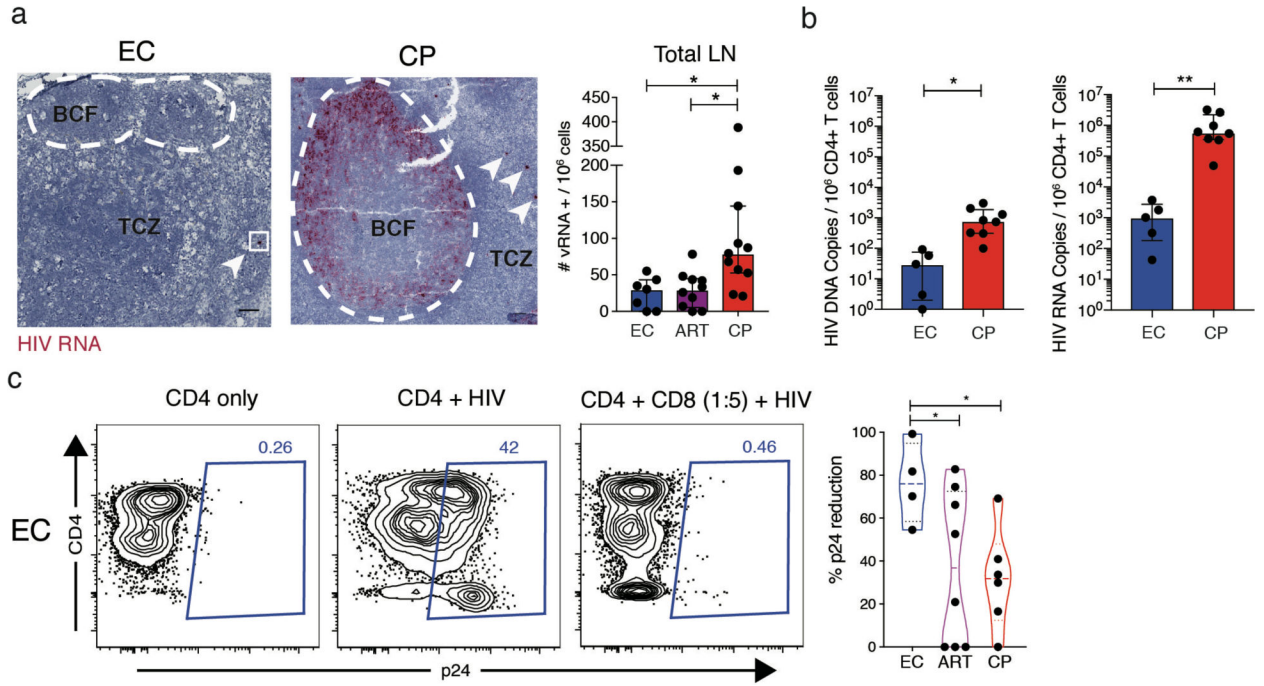 a
EC
BCF
TCZ
HIV RNA
CP
BCF
TCZ
Total LN
*
*
# vRNA + / 10⁶ cells
450
400
350
200
150
100
50
0
EC ART CP
b
*
HIV DNA Copies / 10⁶ CD4+ T cells
10⁷
10⁶
10⁵
10⁴
10³
10²
10¹
10⁰
EC CP
**
HIV RNA Copies / 10⁶ CD4+ T Cells
10⁷
10⁶
10⁵
10⁴
10³
10²
10¹
10⁰
EC CP
c
CD4 only
CD4 + HIV
CD4 + CD8 (1:5) + HIV
0.26
42
0.46
EC
CD4
p24
*
*
% p24 reduction
100
80
60
40
20
0
EC ART CP